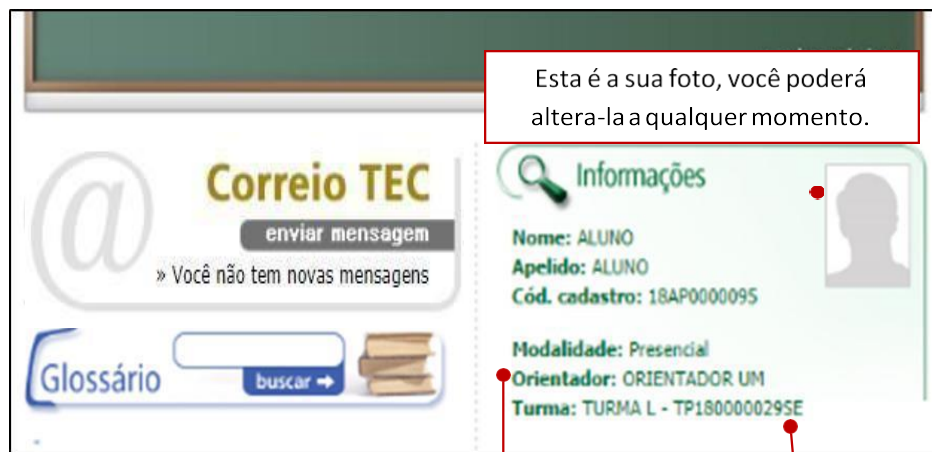 Esta é a sua foto, você poderá
altera-la a qualquer momento.
Correio TEC
enviar mensagem
» Você não tem novas mensagens
Glossário
buscar
Informações
Nome: ALUNO
Apelido: ALUNO
Cód. cadastro: 18AP0000095
Modalidade: Presencial
Orientador: ORIENTADOR UM
Turma: TURMA L - TP180000029SE